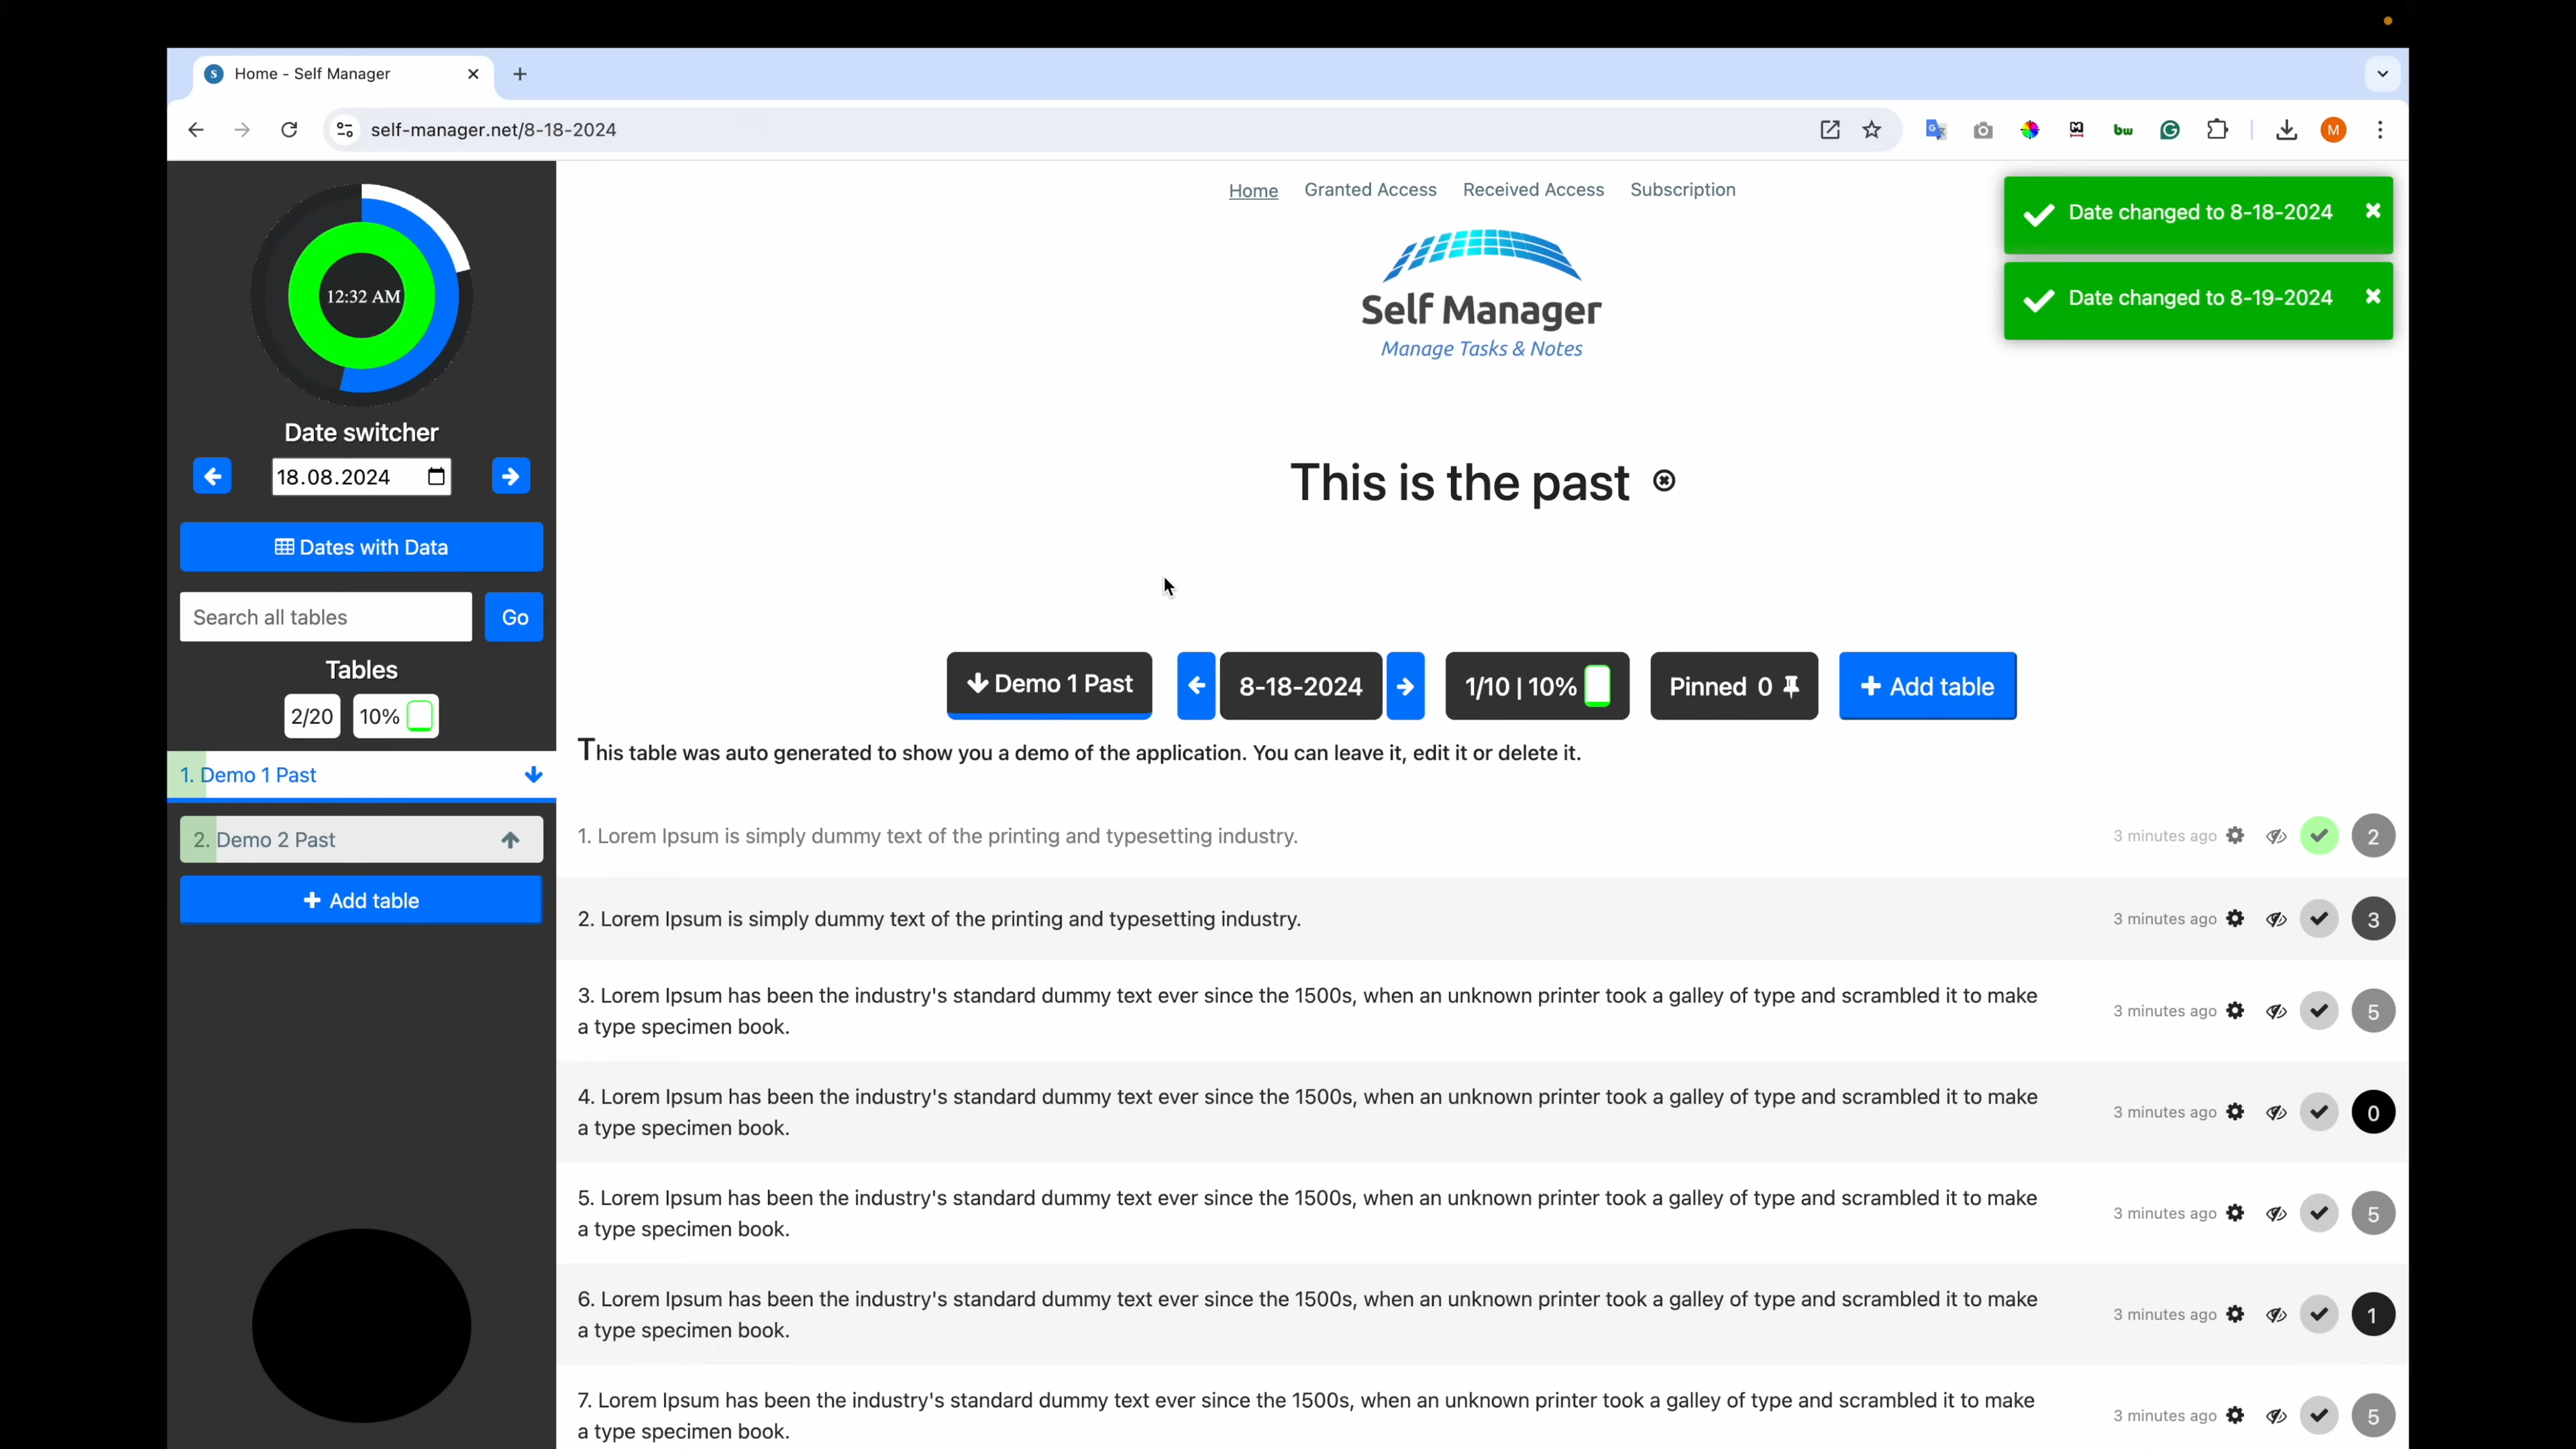 Home - Self Manager
self-manager.net/8-18-2024
M
12:32 AM
Date switcher
18.08.2024
Dates with Data
Search all tables
Go
Tables
2/20
10%
1. Demo 1 Past
2. Demo 2 Past
Add table
Home Granted Access Received Access Subscription
Self Manager
Manage Tasks & Notes
Date changed to 8-18-2024
Date changed to 8-19-2024
This is the past
Demo 1 Past
8-18-2024
1/10 | 10%
Pinned 0
Add table
This table was auto generated to show you a demo of the application. You can leave it, edit it or delete it.
1. Lorem Ipsum is simply dummy text of the printing and typesetting industry. 3 minutes ago 2
2. Lorem Ipsum is simply dummy text of the printing and typesetting industry. 3 minutes ago 3
3. Lorem Ipsum has been the industry's standard dummy text ever since the 1500s, when an unknown printer took a galley of type and scrambled it to make
a type specimen book.
3 minutes ago 5
4. Lorem Ipsum has been the industry's standard dummy text ever since the 1500s, when an unknown printer took a galley of type and scrambled it to make
a type specimen book.
3 minutes ago 0
5. Lorem Ipsum has been the industry's standard dummy text ever since the 1500s, when an unknown printer took a galley of type and scrambled it to make
a type specimen book.
3 minutes ago 5
6. Lorem Ipsum has been the industry's standard dummy text ever since the 1500s, when an unknown printer took a galley of type and scrambled it to make
a type specimen book.
3 minutes ago 1
7. Lorem Ipsum has been the industry's standard dummy text ever since the 1500s, when an unknown printer took a galley of type and scrambled it to make
a type specimen book.
3 minutes ago 5